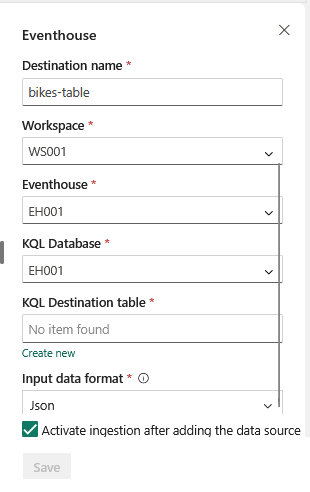 Eventhouse
Destination name *
bikes-table
Workspace *
WS001
Eventhouse *
EH001
KQL Database *
EH001
KQL Destination table *
No item found
Create new
Input data format *
Json
Activate ingestion after adding the data source
Save